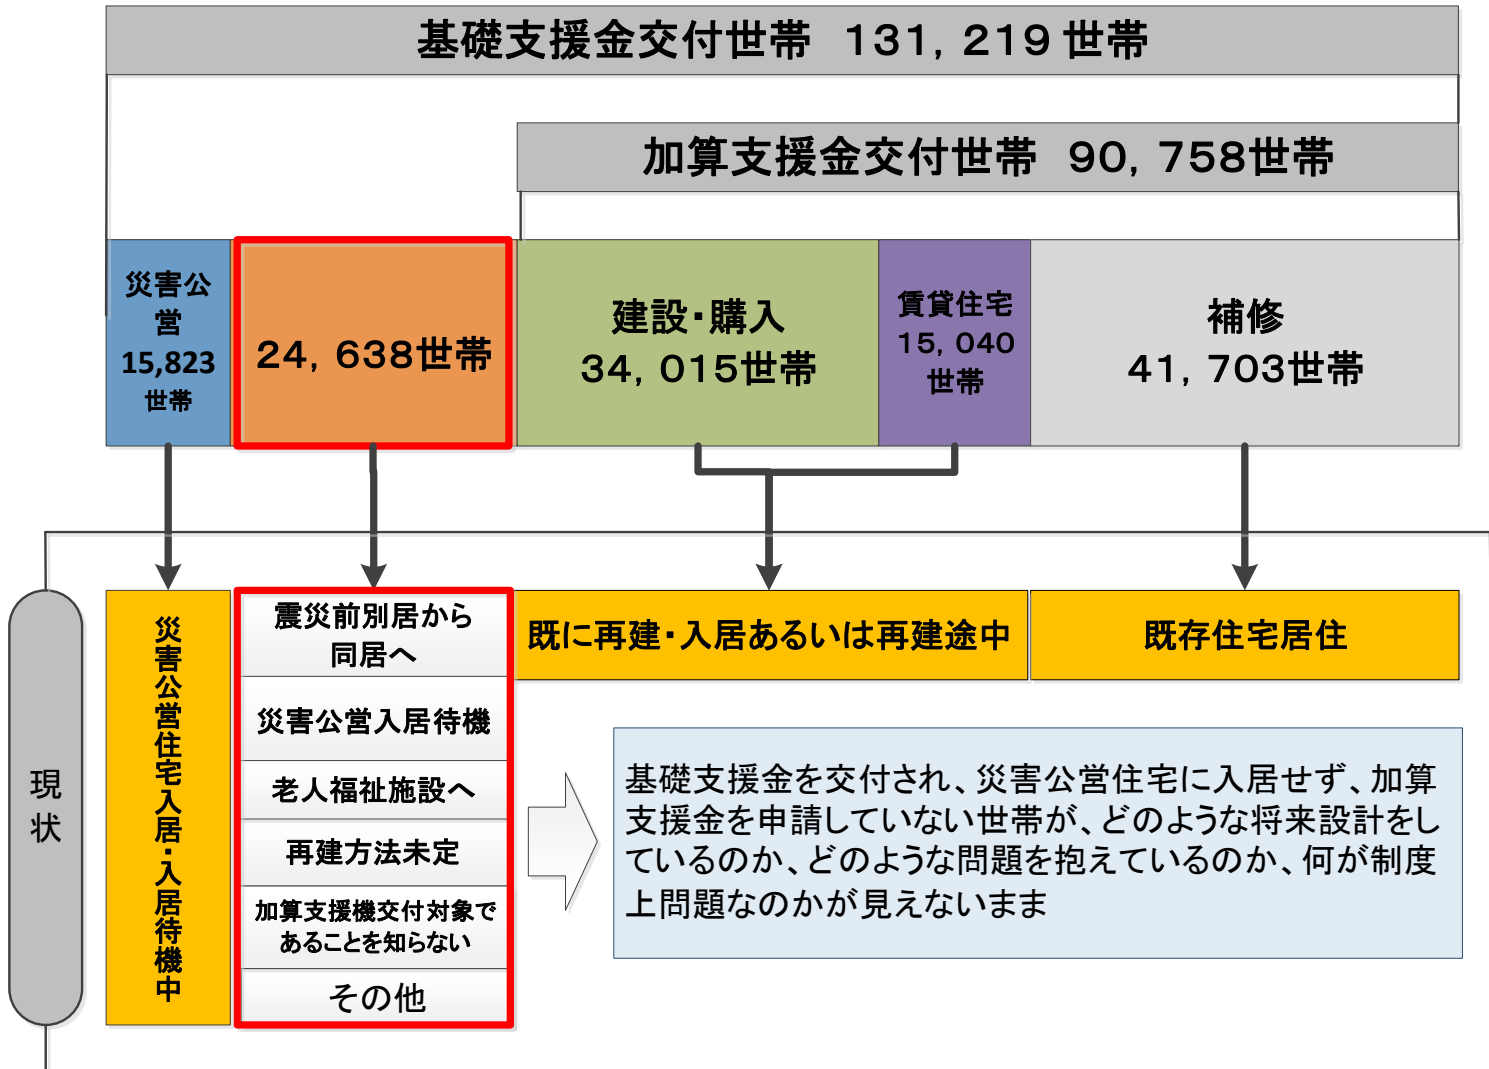 基礎支援金交付世帯 131,219世帯
加算支援金交付世帯 90,758世帯
災害公
営
15,823
世帯
24,638世帯
建設・購入
34,015世帯
賃貸住宅
15,040
世帯
補修
41,703世帯
現状
災害公営住宅入居・入居待機中
震災前別居から
同居へ
災害公営入居待機
老人福祉施設へ
再建方法未定
加算支援機交付対象で
あることを知らない
その他
既に再建・入居あるいは再建途中
既存住宅居住
基礎支援金を交付され、災害公営住宅に入居せず、加算
支援金を申請していない世帯が、どのような将来設計をし
ているのか、どのような問題を抱えているのか、何が制度
上問題なのかが見えないまま